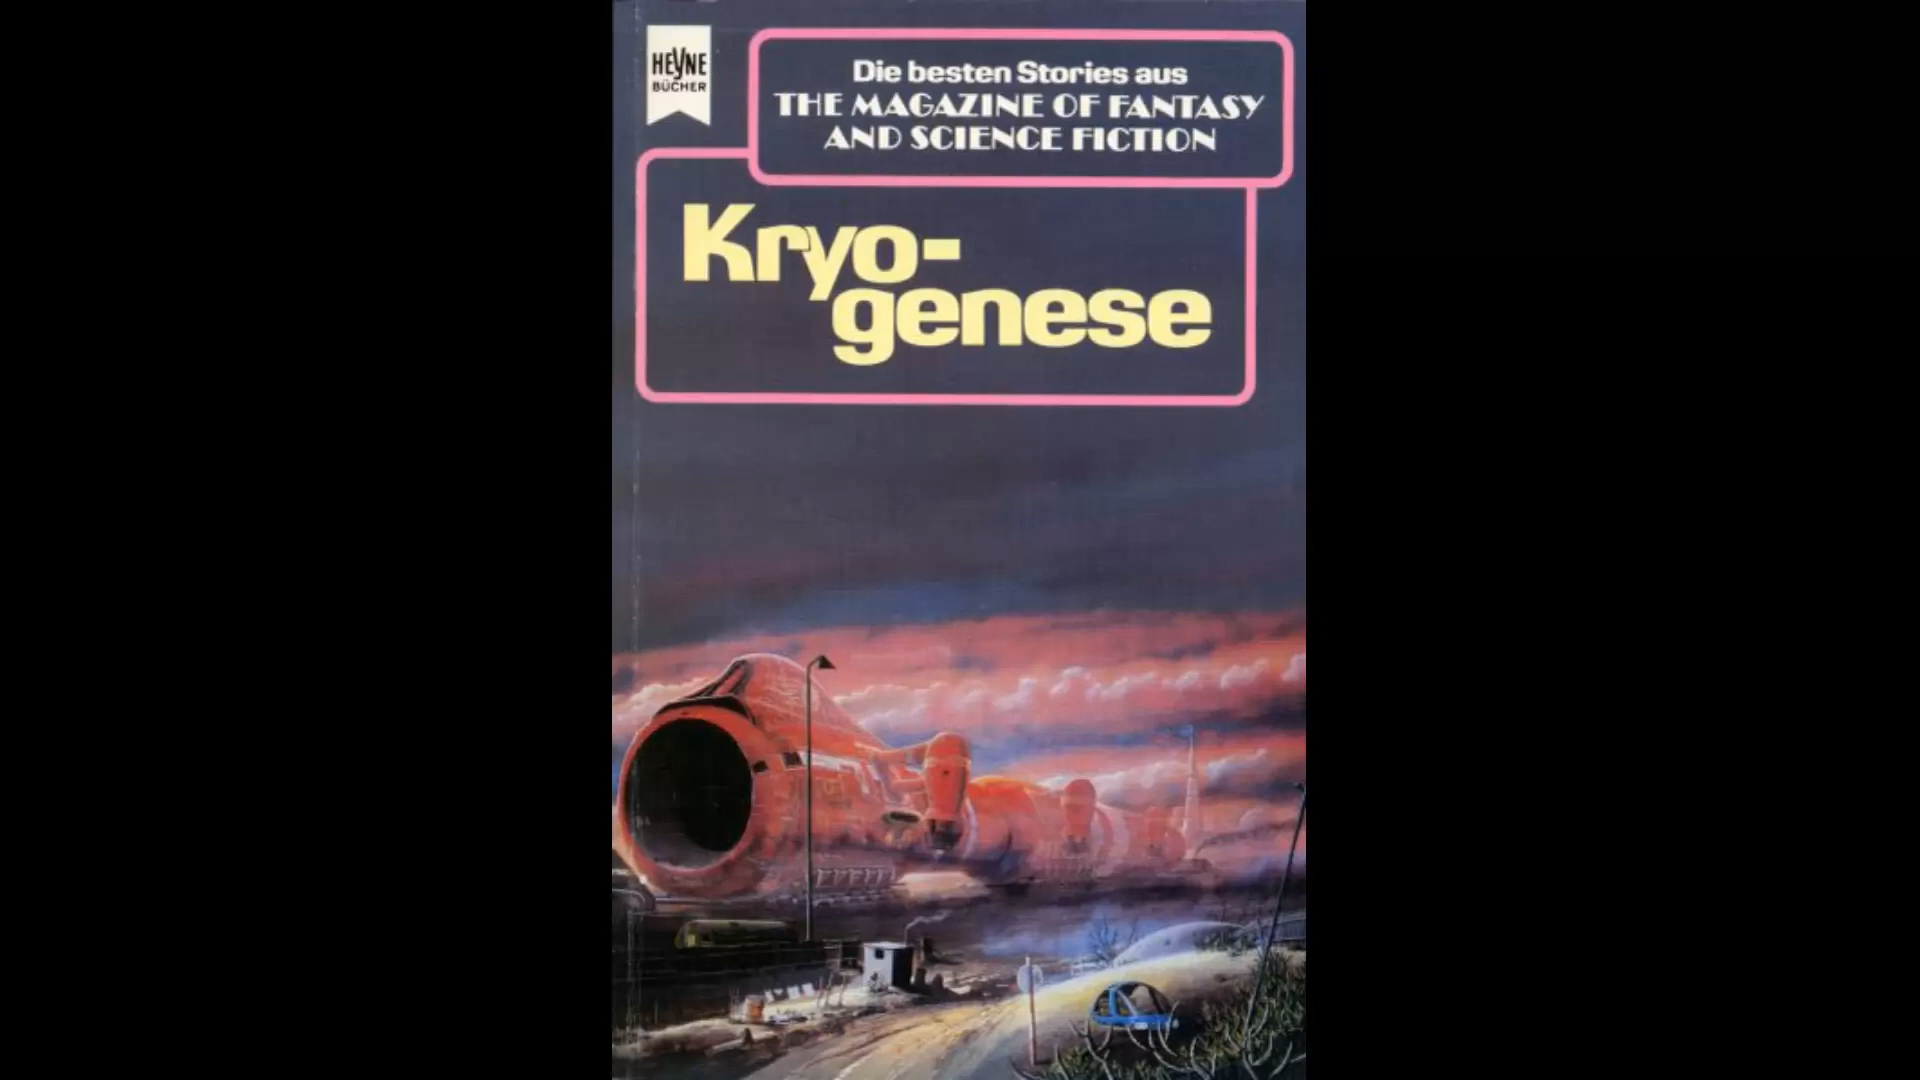 HEYNE
BÜCHER
Die besten Stories aus
THE MAGAZINE OF FANTASY
AND SCIENCE FICTION
Kryo-
genese